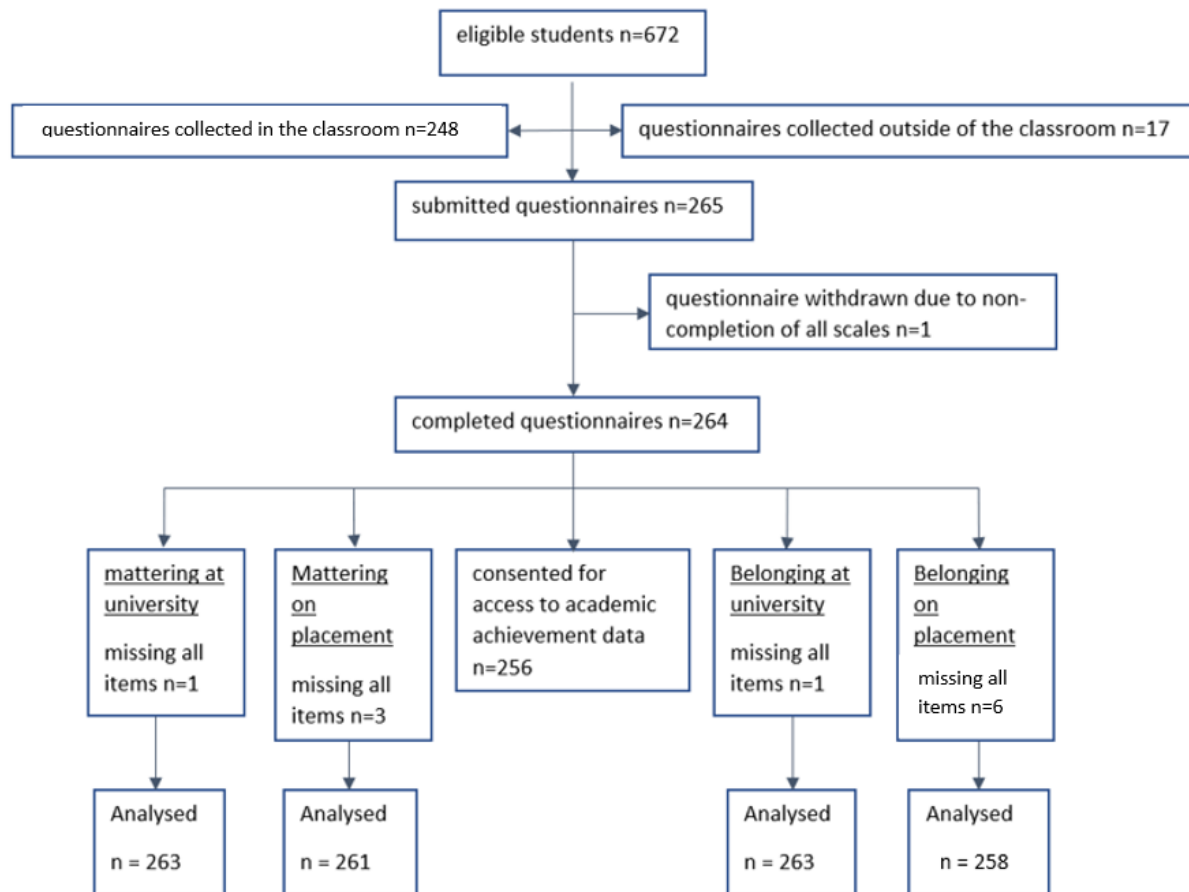 eligible students n=672
questionnaires collected in the classroom n=248
questionnaires collected outside of the classroom n=17
submitted questionnaires n=265
questionnaire withdrawn due to non-
completion of all scales n=1
completed questionnaires n=264
mattering at
university
missing all
items n=1
Mattering
on
placement
missing all
items n=3
consented for
access to academic
achievement data
n=256
Belonging at
university
missing all
items n=1
Belonging
on
placement
missing all
items n=6
Analysed
n = 263
Analysed
n = 261
Analysed
n = 263
Analysed
n = 258